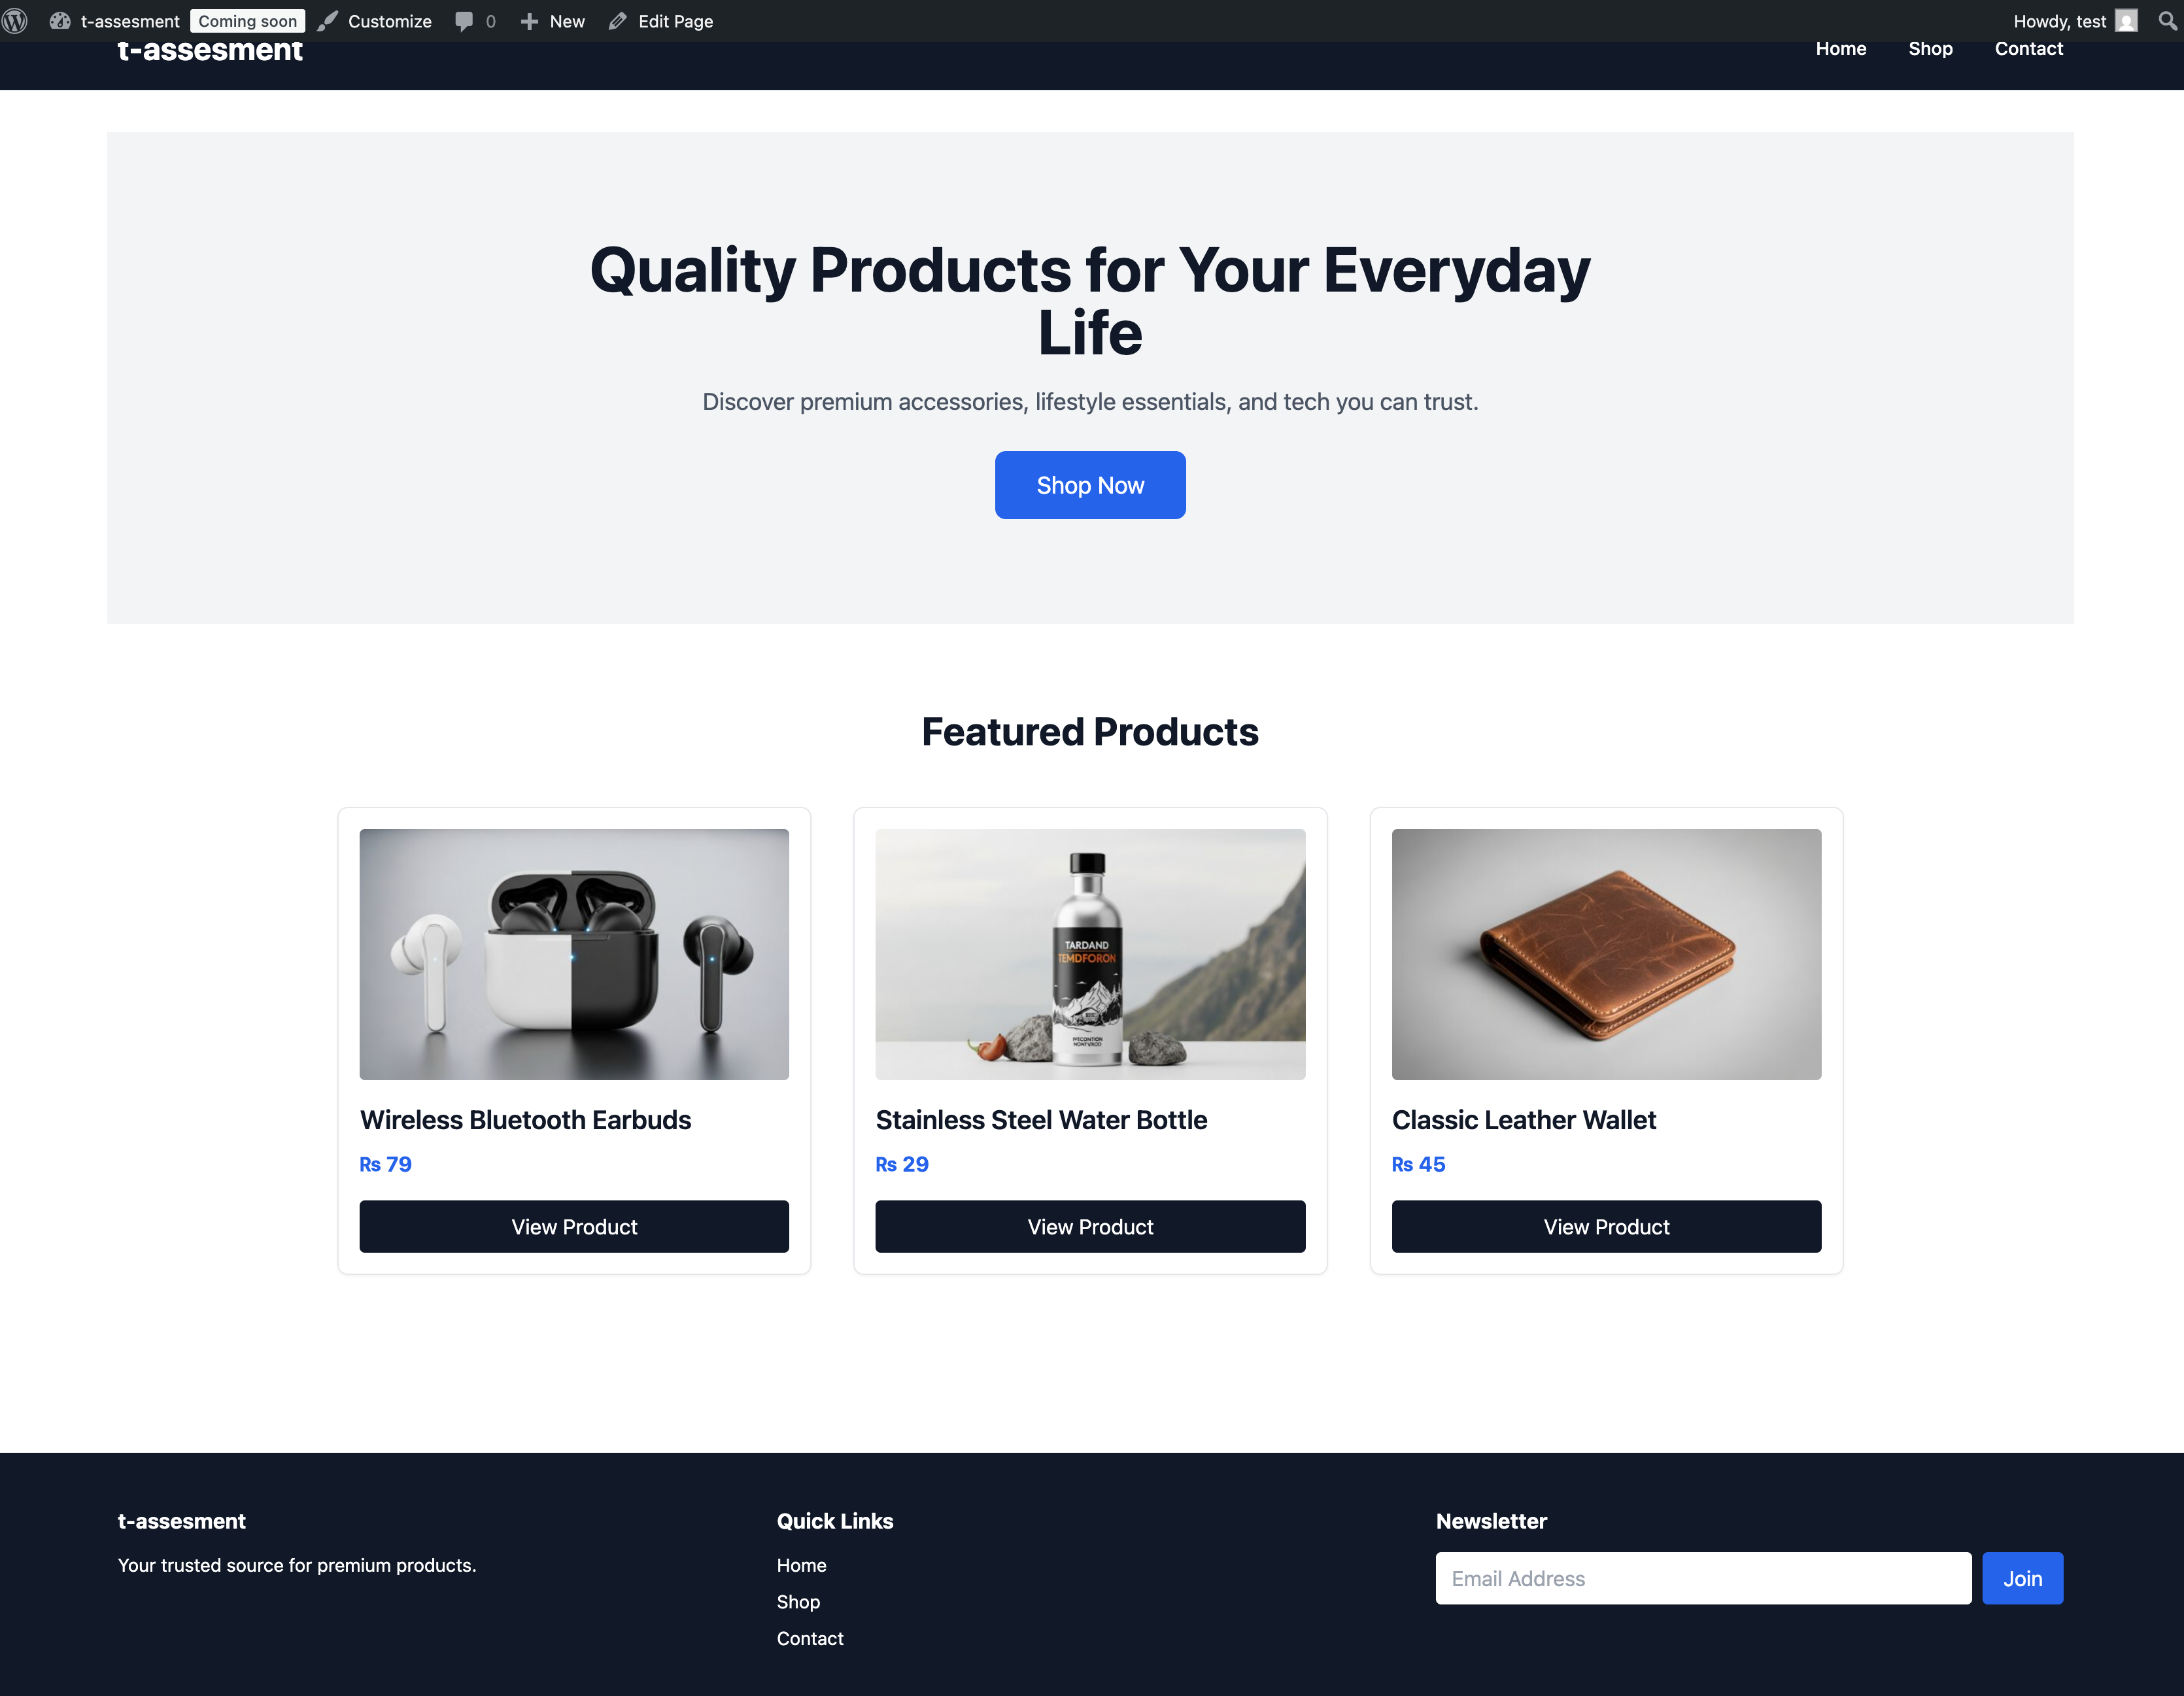 t-assesment Coming soon Customize 0 New Edit Page Howdy, test
t-assesment Home Shop Contact
Quality Products for Your Everyday
Life
Discover premium accessories, lifestyle essentials, and tech you can trust.
Shop Now
Featured Products
TARDAND
TEMDFORON
Wireless Bluetooth Earbuds Stainless Steel Water Bottle Classic Leather Wallet
₨ 79 ₨ 29 ₨ 45
View Product View Product View Product
t-assesment Quick Links Newsletter
Your trusted source for premium products. Home Email Address Join
Shop
Contact